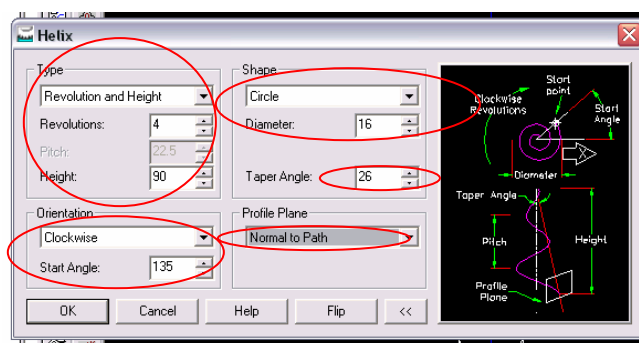 Helix
Type
Revolution and Height
Revolutions: 4
Pitch: 22.5
Height: 90
Shape
Circle
Diameter: 16
Taper Angle: 26
Orientation
Clockwise
Start Angle: 135
Profile Plane
Normal to Path
OK Cancel Help Flip <<
Start
point
Clockwise
Revolutions
Start
Angle
X
Diameter
Taper Angle
Pitch
Height
Profile
Plane